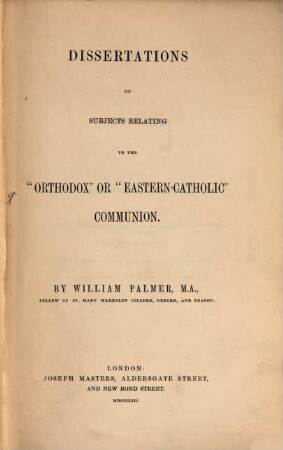 DISSERTATIONS
ON
SUBJECTS RELATING
TO THE
"ORTHODOX" OR "EASTERN-CATHOLIC"
COMMUNION.
BY WILLIAM PALMER, M.A.,
FELLOW OF ST. MARY MAGDALEN COLLEGE, OXFORD, AND DEACON.
LONDON:
JOSEPH MASTERS, ALDERSGATE STREET,
AND NEW BOND STREET.
MDCCCLIII.